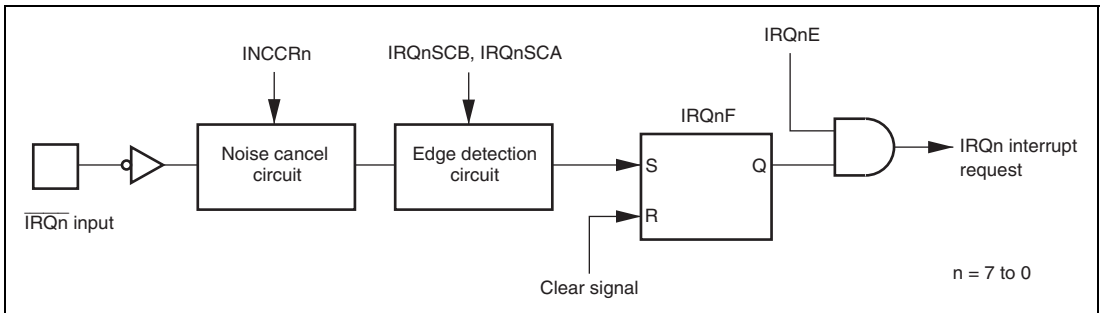 IRQnE
INCCRn
IRQnSCB, IRQnSCA
IRQnF
Noise cancel
circuit
Edge detection
circuit
S
Q
R
IRQn interrupt
request
IRQn input
Clear signal
n = 7 to 0